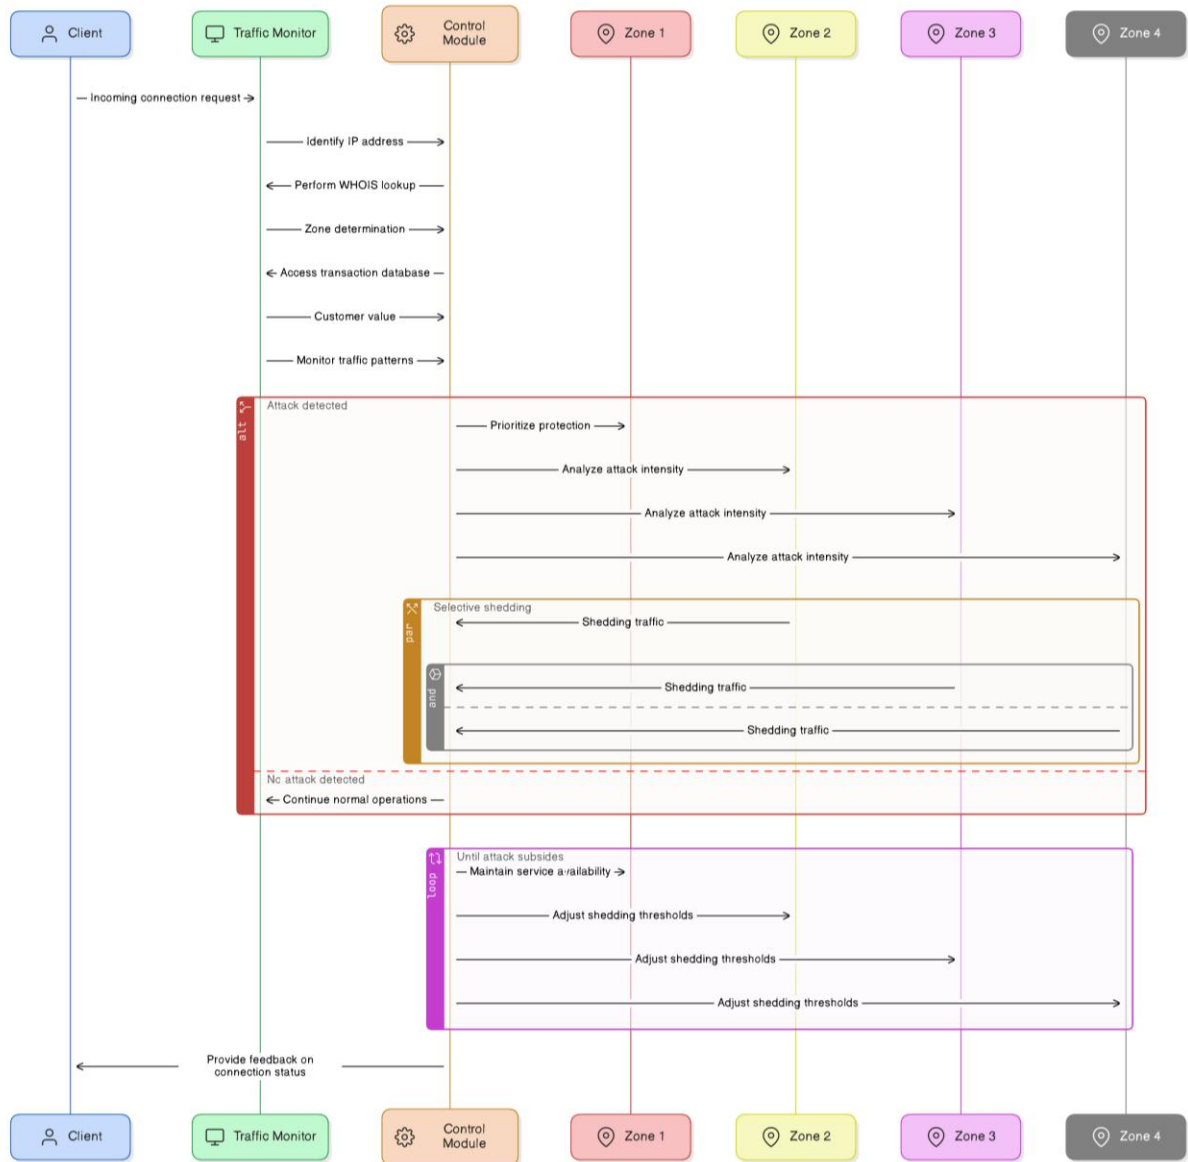 Client
Traffic Monitor
Control
Module
Zone 1
Zone 2
Zone 3
Zone 4
Incoming connection request
Identify IP address
Perform WHOIS lookup
Zone determination
Access transaction database
Customer value
Monitor traffic patterns
alt
Attack detected
Prioritize protection
Analyze attack intensity
Analyze attack intensity
Analyze attack intensity
par
Selective shedding
Shedding traffic
and
Shedding traffic
Shedding traffic
No attack detected
Continue normal operations
loop
Until attack subsides
Maintain service availability
Adjust shedding thresholds
Adjust shedding thresholds
Adjust shedding thresholds
Provide feedback on
connection status
Client
Traffic Monitor
Control
Module
Zone 1
Zone 2
Zone 3
Zone 4